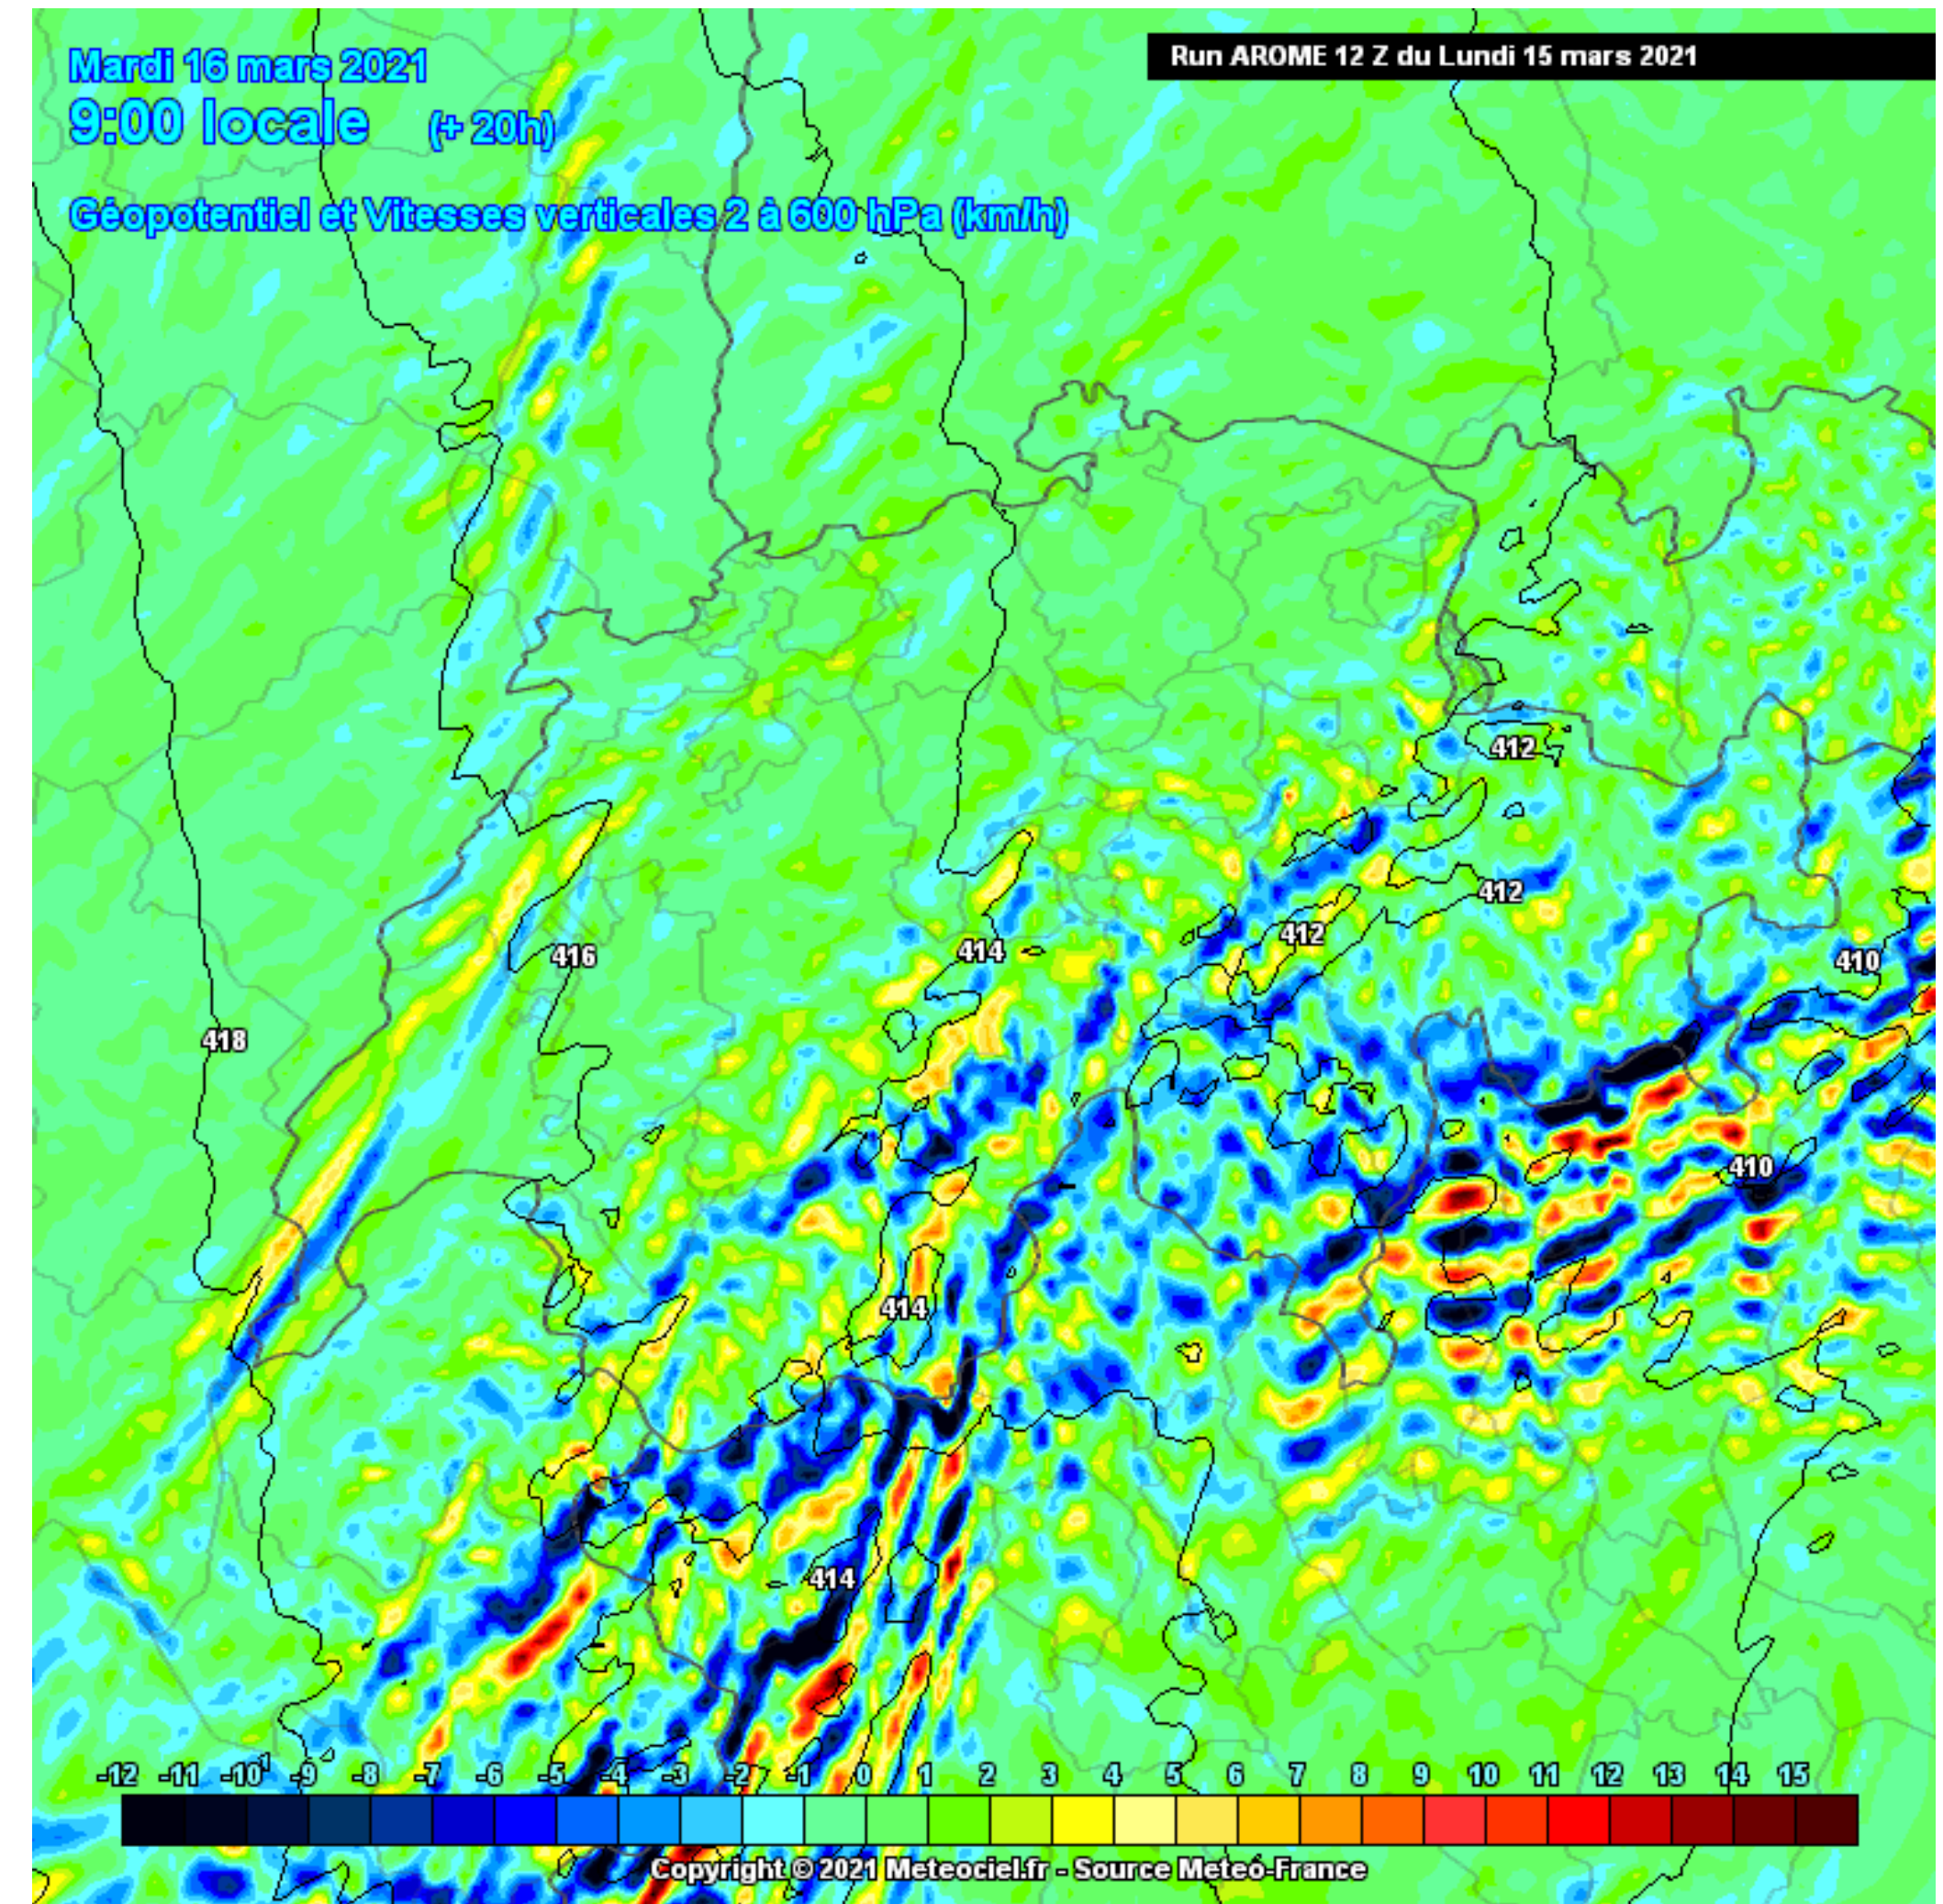 Mardi 16 mars 2021
Run AROME 12 Z du Lundi 15 mars 2021
9:00 locale (+ 20h)
Géopotentiel et Vitesses verticales 2 à 600 hPa (km/h)
412
412
412
414
416
410
418
410
414
414
-12 -11 -10 -9 -8 -7 -6 -5 -4 -3 -2 -1 0 1 2 3 4 5 6 7 8 9 10 11 12 13 14 15
Copyright © 2021 Meteociel.fr - Source Meteo-France